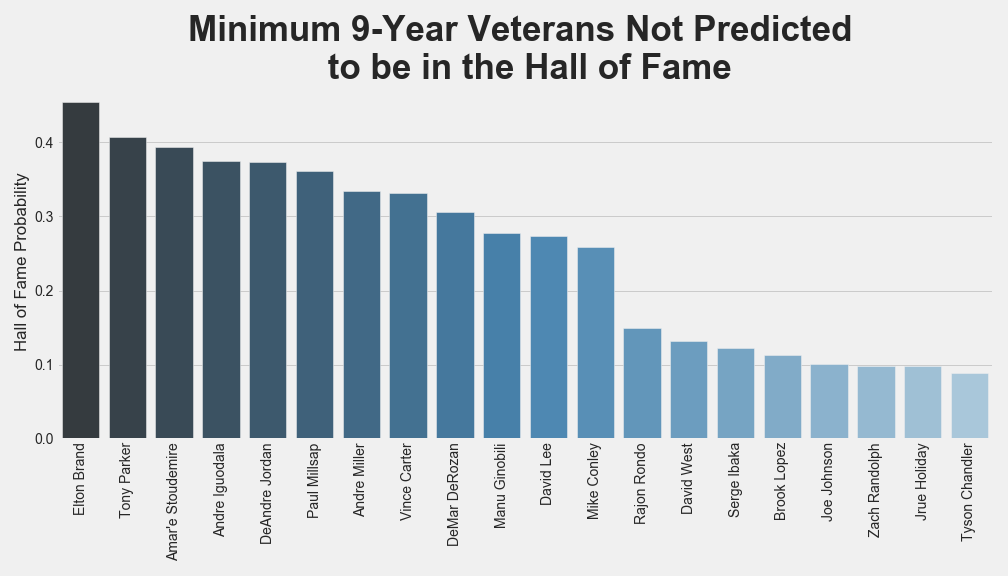 Minimum 9-Year Veterans Not Predicted
to be in the Hall of Fame
Hall of Fame Probability
0.4
0.3
0.2
0.1
0.0
Elton Brand
Tony Parker
Amar'e Stoudemire
Andre Iguodala
DeAndre Jordan
Paul Millsap
Andre Miller
Vince Carter
DeMar DeRozan
Manu Ginobili
David Lee
Mike Conley
Rajon Rondo
David West
Serge Ibaka
Brook Lopez
Joe Johnson
Zach Randolph
Jrue Holiday
Tyson Chandler